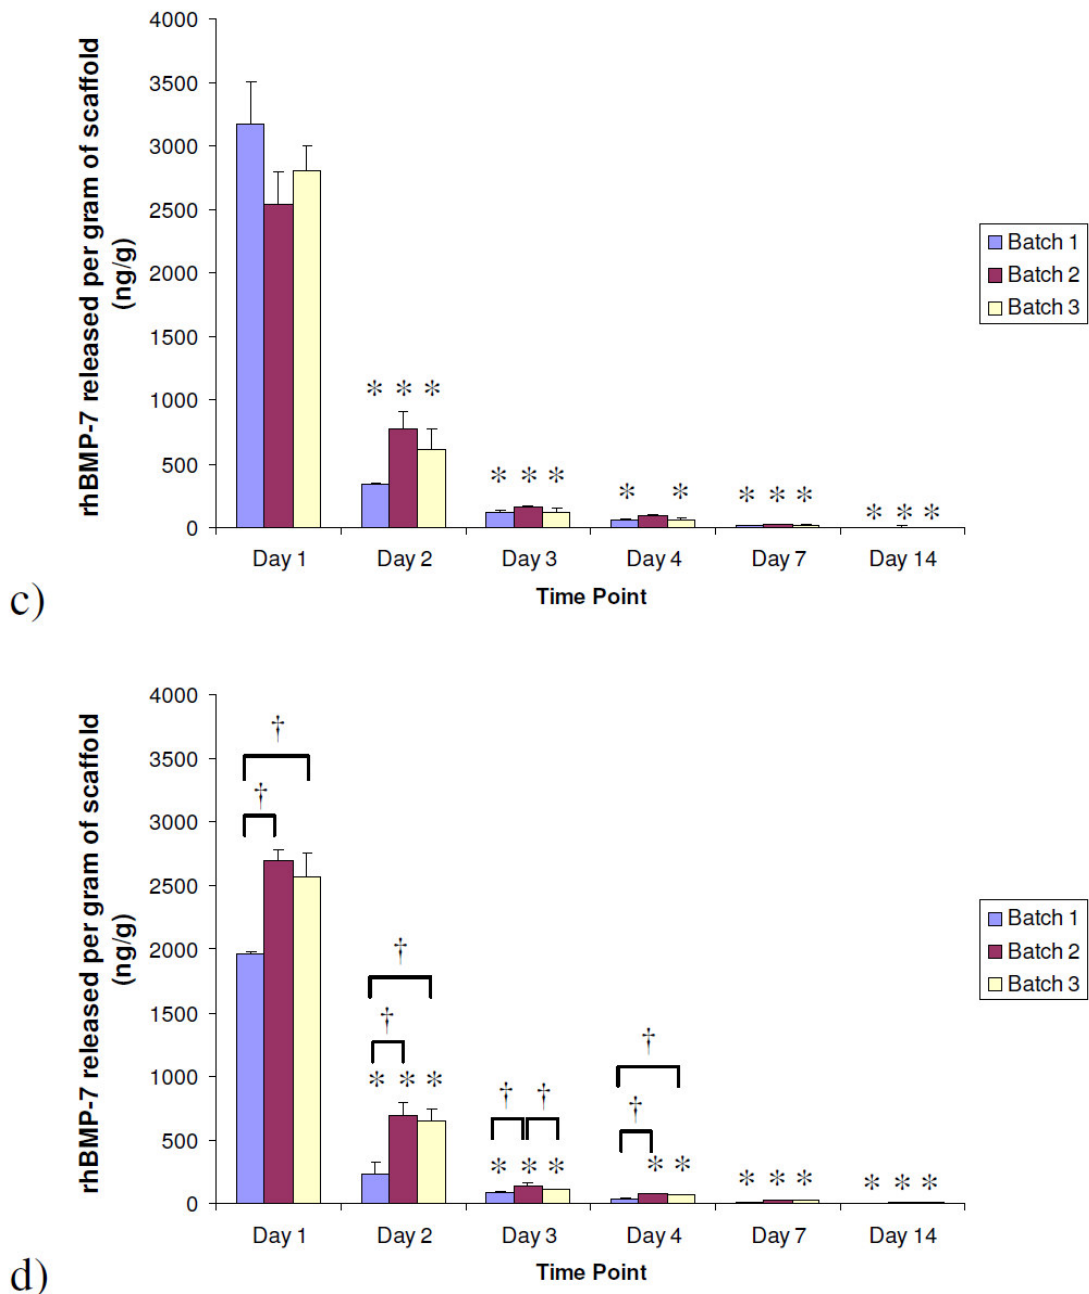 4000
3500
3000
2500
2000
1500
1000
500
0
rhBMP-7 released per gram of scaffold
(ng/g)
* * *
* * *
* *
* * *
* * *
Day 1 Day 2 Day 3 Day 4 Day 7 Day 14
Time Point
Batch 1
Batch 2
Batch 3
c)
4000
3500
3000
2500
2000
1500
1000
500
0
rhBMP-7 released per gram of scaffold
(ng/g)
†
†
†
†
* * *
† †
* * *
†
†
* *
* * *
* * *
Day 1 Day 2 Day 3 Day 4 Day 7 Day 14
Time Point
Batch 1
Batch 2
Batch 3
d)